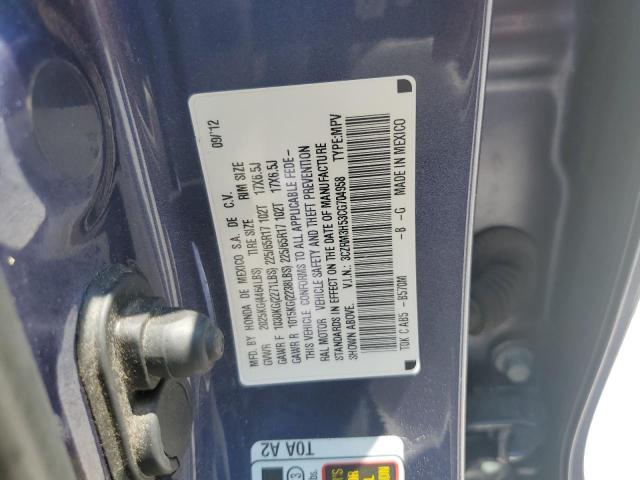 MFD. BY HONDA DE MEXICO S.A. DE C.V. 09/'12
GVWR 2025KG(4464LBS) TIRE SIZE RIM SIZE
GAWR F 1030KG(2271LBS) 225/65R17 102T 17X6.5J
GAWR R 1015KG(2238LBS) 225/65R17 102T 17X6.5J
THIS VEHICLE CONFORMS TO ALL APPLICABLE FEDE-
RAL MOTOR VEHICLE SAFETY AND THEFT PREVENTION
STANDARDS IN EFFECT ON THE DATE OF MANUFACTURE
SHOWN ABOVE. V.I.N.: 3CZRM3H53CG704958 TYPE:MPV
T0K C AB5 -B570M -B -G MADE IN MEXICO
T0A A2
3
lbs.